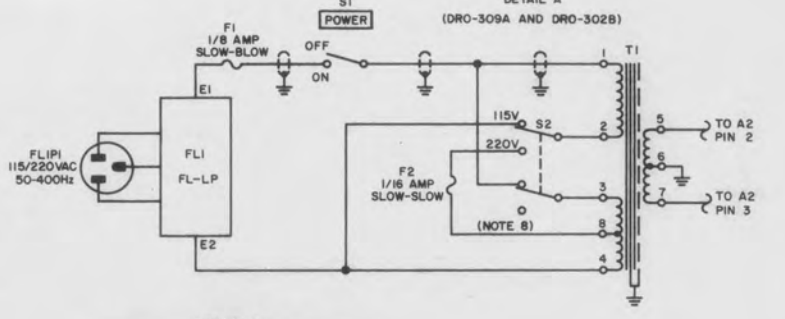 S1
POWER
DETAIL A
(DRO-309A AND DRO-302B)
F1
1/8 AMP
SLOW-BLOW
OFF
ON
1
T1
E1
115V
S2
2
5
TO A2
PIN 2
FL1P1
115/220VAC
50-400Hz
FL1
FL-LP
220V
F2
1/16 AMP
SLOW-SLOW
6
3
7
TO A2
PIN 3
(NOTE 8)
8
E2
4